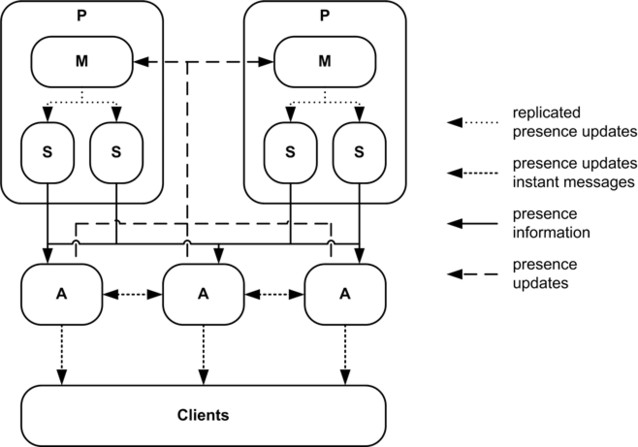 P
P
M
M
S
S
S
S
replicated
presence updates
presence updates
instant messages
presence
information
presence
updates
A
A
A
Clients